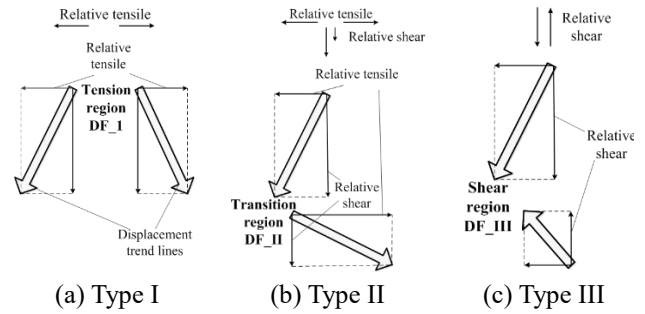 Relative tensile
Relative
tensile
Tension
region
DF_1
Displacement
trend lines
(a) Type I
Relative tensile
Relative shear
Relative tensile
Relative
shear
Transition
region
DF_II
(b) Type II
Relative
shear
Relative
shear
Shear
region
DF_III
(c) Type III